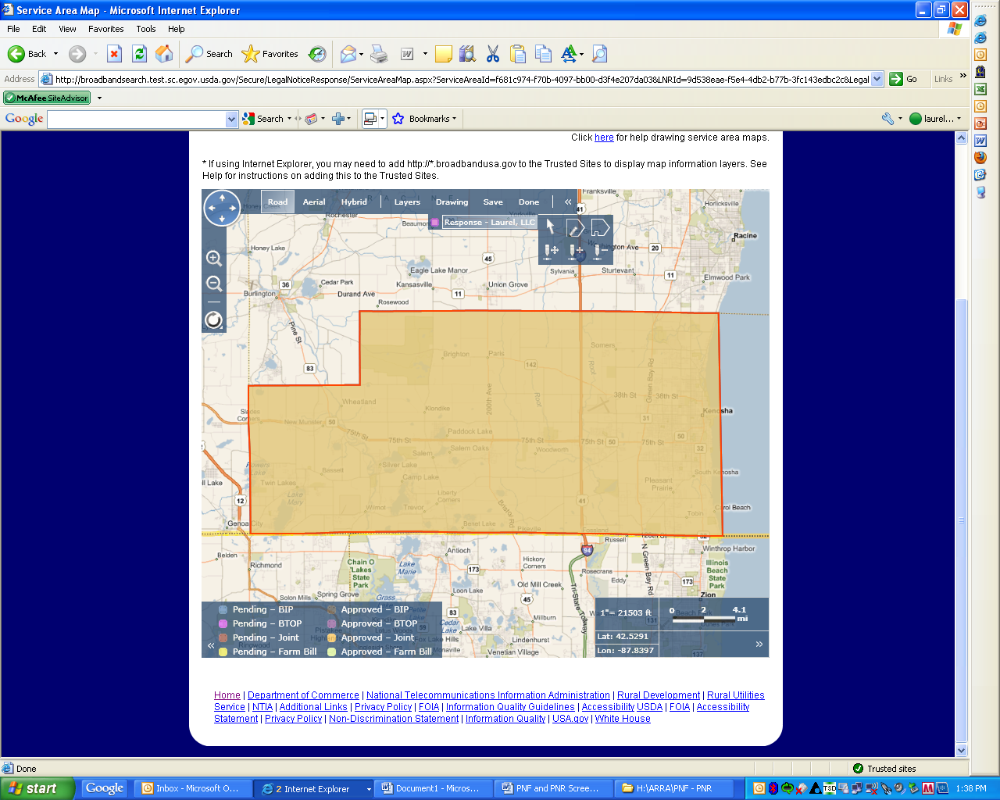 Service Area Map - Microsoft Internet Explorer
File Edit View Favorites Tools Help
Back Search Favorites
Address http://broadbandsearch.test.sc.egov.usda.gov/Secure/LegalNoticeResponse/ServiceAreaMap.aspx?ServiceAreaId=f681c974-f70b-4097-bb00-d3f4e207da03&LNRId=9d538eae-f5e4-4db2-b77b-3fc143edbc2c&Legal Go Links »
McAfee SiteAdvisor
Google Search Bookmarks laurel...
Click here for help drawing service area maps.
* If using Internet Explorer, you may need to add http://*.broadbandusa.gov to the Trusted Sites to display map information layers. See
Help for instructions on adding this to the Trusted Sites.
Franksville
Road Aerial Hybrid Layers Drawing Save Done « 41
Horlicksville
Rochester
Beaumont Response - Laurel, LLC
Racine
Honey Lake 45 Washington Ave 20
Eagle Lake Manor Sylvania Sturtevant
36 Cedar Park Kansasville Union Grove 11 Elmwood Park
Burlington Durand Ave 11
Rosewood
Pine St
Somers
Brighton Paris
83 142 Root Green Bay Rd
200th Ave Root 38th St
Wheatland
Klondike Kenosha
New Munster 50 31
75th St Paddock Lake 50
75th St 75th St 75th St 50 75th St
Salem Salem Oaks Woodworth 32
Powers Lake Silver Lake
Bassett South Kenosha
Camp Lake
Twin Lakes Pleasant Prairie
Lake Marie Liberty Corners
12 Wilmot Trevor Bristol Rd 41 Carol Beach
Tobin
Genoa City Benet Lake Pikeville Fossland
Russell 128th St 32
Antioch 94 Winthrop Harbor
Belden Richmond Chain O Lakes State Park Lake Marie 173 Hickory Corners Rosecrans N Green Bay Rd Illinois Beach State Park
Eddy
Old Mill Creek 173
Solon Mills Spring Grove Grass Loon Lake Tri-State Tollway Zion
45
83 Milburn
Cedar Lake Lake Villa
59 Fox Lake Hills Lindenhurst
Venetian Village 137
Pending – BIP Approved – BIP
Pending – BTOP Approved – BTOP
Pending – Joint Approved – Joint
« Pending – Farm Bill Approved – Farm Bill
1"= 21503 ft 0 2 4.1
mi
Lat: 42.5291
Lon: -87.8397 »
Home | Department of Commerce | National Telecommunications Information Administration | Rural Development | Rural Utilities
Service | NTIA | Additional Links | Privacy Policy | FOIA | Information Quality Guidelines | Accessibility USDA | FOIA | Accessibility
Statement | Privacy Policy | Non-Discrimination Statement | Information Quality | USA.gov | White House
Done Trusted sites
start Google Inbox - Microsoft O... 2 Internet Explorer Document1 - Micros... PNF and PNR Scree... H:\ARRA\PNF - PNR 1:38 PM